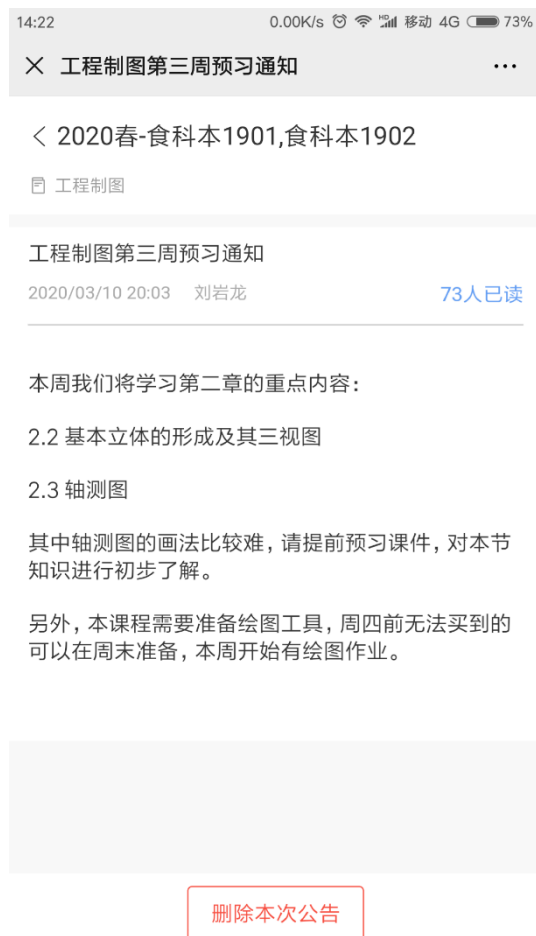 14:22 0.00K/s HD 移动 4G 73%
工程制图第三周预习通知 ...
2020春-食科本1901,食科本1902
工程制图
工程制图第三周预习通知
2020/03/10 20:03 刘岩龙 73人已读
本周我们将学习第二章的重点内容：
2.2 基本立体的形成及其三视图
2.3 轴测图
其中轴测图的画法比较难，请提前预习课件，对本节
知识进行初步了解。
另外，本课程需要准备绘图工具，周四前无法买到的
可以在周末准备，本周开始有绘图作业。
删除本次公告